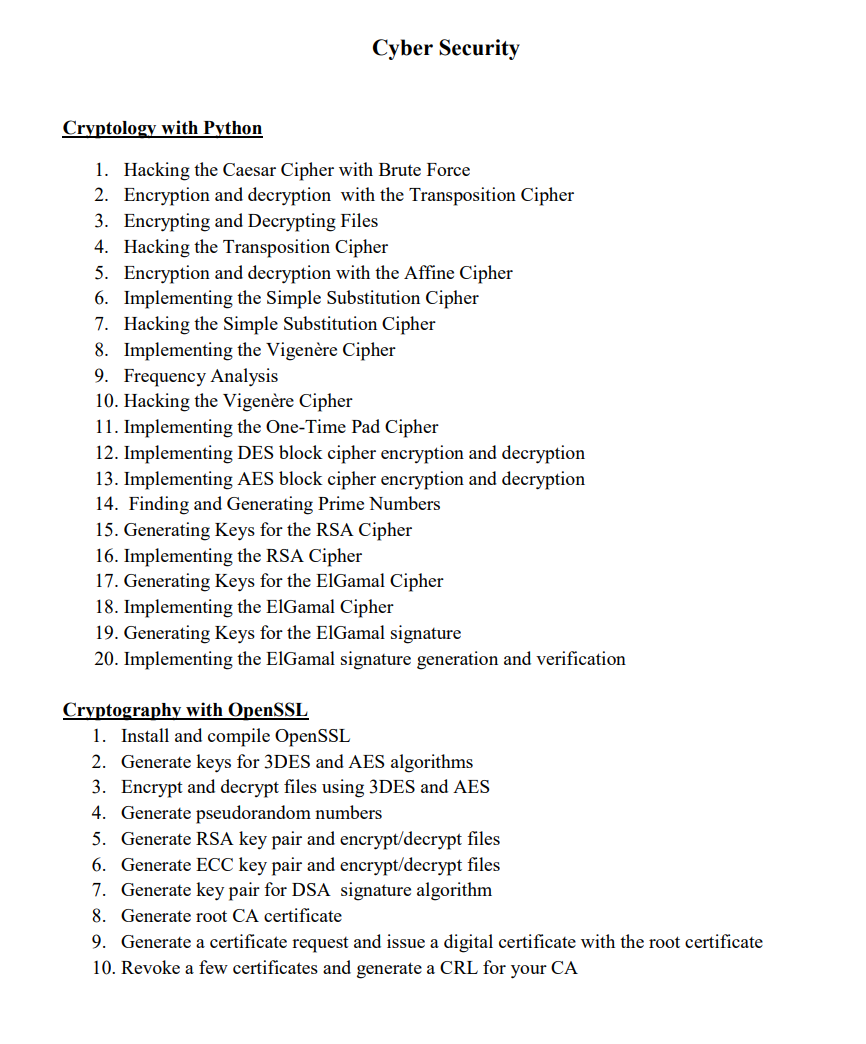 Cyber Security
Cryptology with Python
1. Hacking the Caesar Cipher with Brute Force
2. Encryption and decryption with the Transposition Cipher
3. Encrypting and Decrypting Files
4. Hacking the Transposition Cipher
5. Encryption and decryption with the Affine Cipher
6. Implementing the Simple Substitution Cipher
7. Hacking the Simple Substitution Cipher
8. Implementing the Vigenère Cipher
9. Frequency Analysis
10. Hacking the Vigenère Cipher
11. Implementing the One-Time Pad Cipher
12. Implementing DES block cipher encryption and decryption
13. Implementing AES block cipher encryption and decryption
14. Finding and Generating Prime Numbers
15. Generating Keys for the RSA Cipher
16. Implementing the RSA Cipher
17. Generating Keys for the ElGamal Cipher
18. Implementing the ElGamal Cipher
19. Generating Keys for the ElGamal signature
20. Implementing the ElGamal signature generation and verification
Cryptography with OpenSSL
1. Install and compile OpenSSL
2. Generate keys for 3DES and AES algorithms
3. Encrypt and decrypt files using 3DES and AES
4. Generate pseudorandom numbers
5. Generate RSA key pair and encrypt/decrypt files
6. Generate ECC key pair and encrypt/decrypt files
7. Generate key pair for DSA signature algorithm
8. Generate root CA certificate
9. Generate a certificate request and issue a digital certificate with the root certificate
10. Revoke a few certificates and generate a CRL for your CA